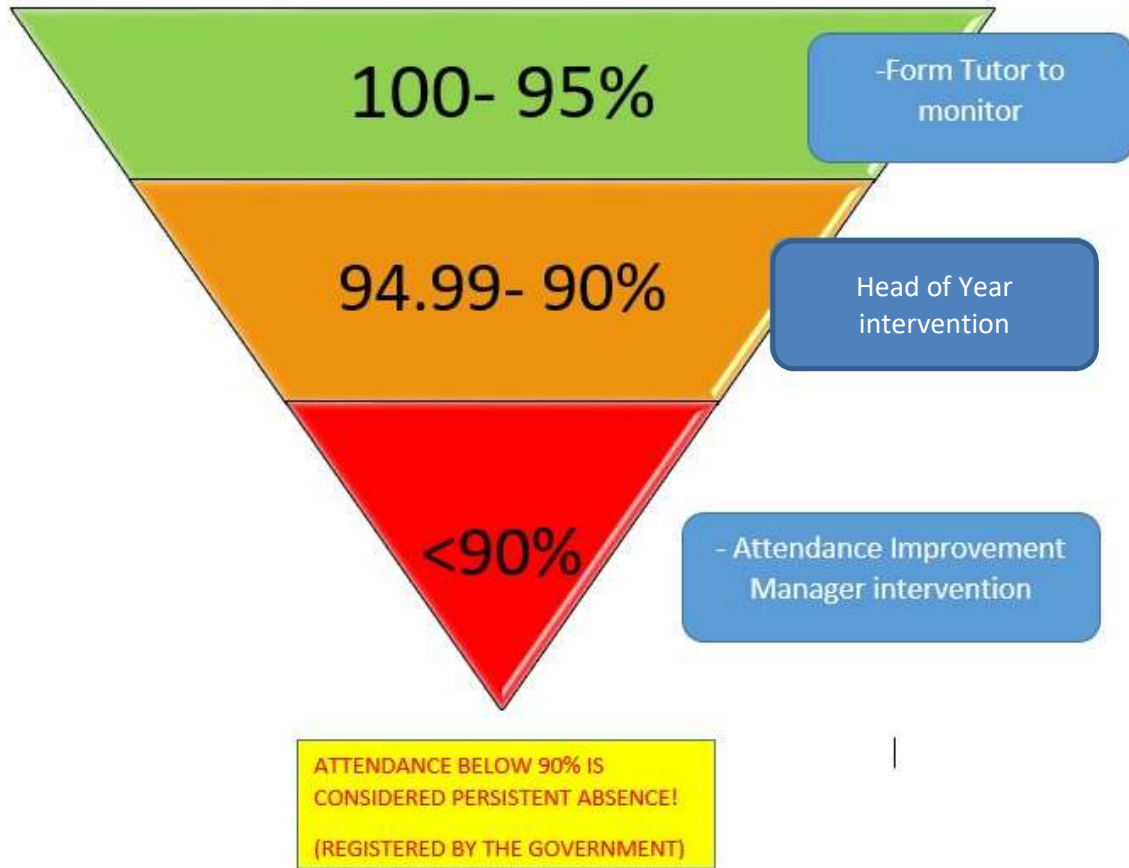 100- 95%
-Form Tutor to
monitor
94.99- 90%
Head of Year
intervention
<90%
- Attendance Improvement
Manager intervention
ATTENDANCE BELOW 90% IS
CONSIDERED PERSISTENT ABSENCE!
(REGISTERED BY THE GOVERNMENT)